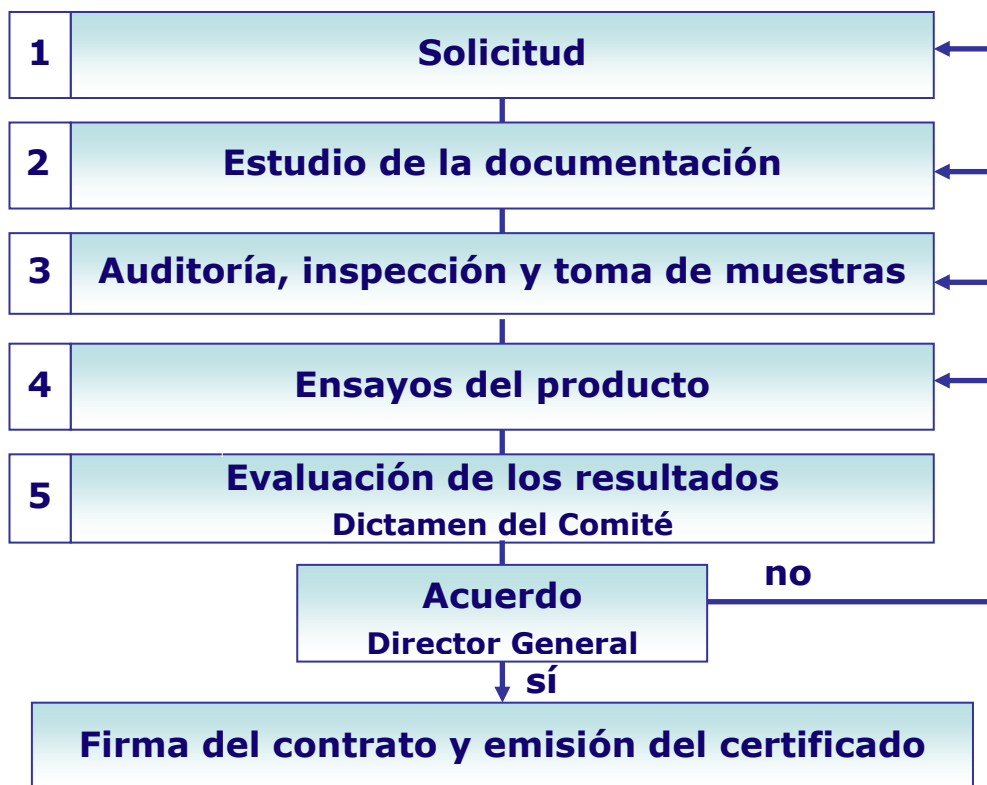 1
Solicitud
2
Estudio de la documentación
3
Auditoría, inspección y toma de muestras
4
Ensayos del producto
5
Evaluación de los resultados
Dictamen del Comité
Acuerdo
Director General
no
sí
Firma del contrato y emisión del certificado